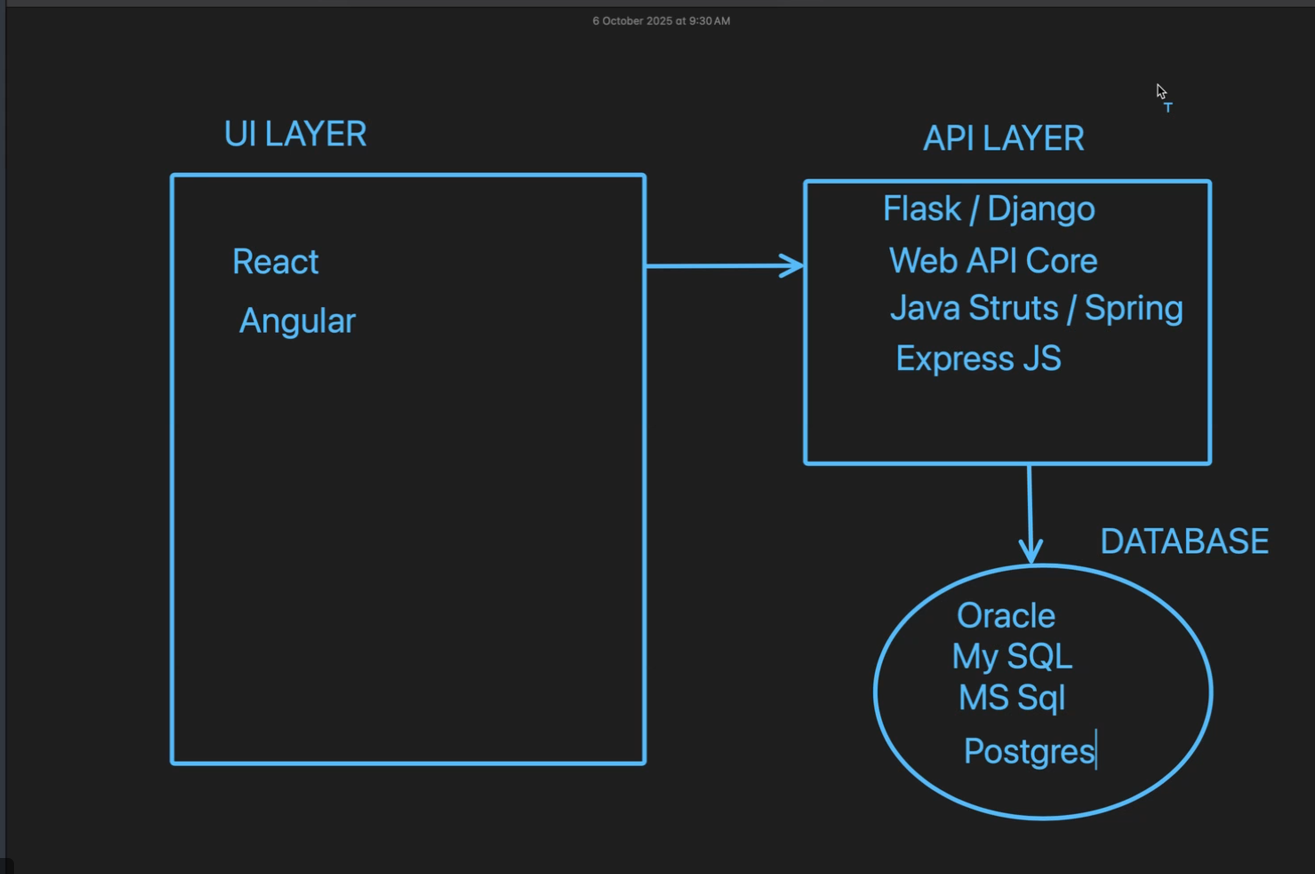 6 October 2025 at 9:30 AM
UI LAYER
React
Angular
API LAYER
Flask / Django
Web API Core
Java Struts / Spring
Express JS
DATABASE
Oracle
My SQL
MS Sql
Postgres